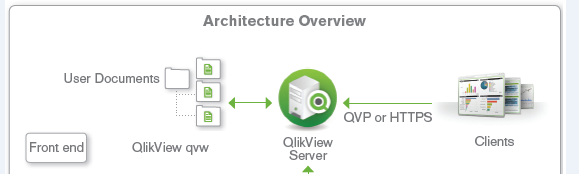 Architecture Overview
User Documents
QVP or HTTPS
Front end
QlikView qvw
QlikView
Server
Clients